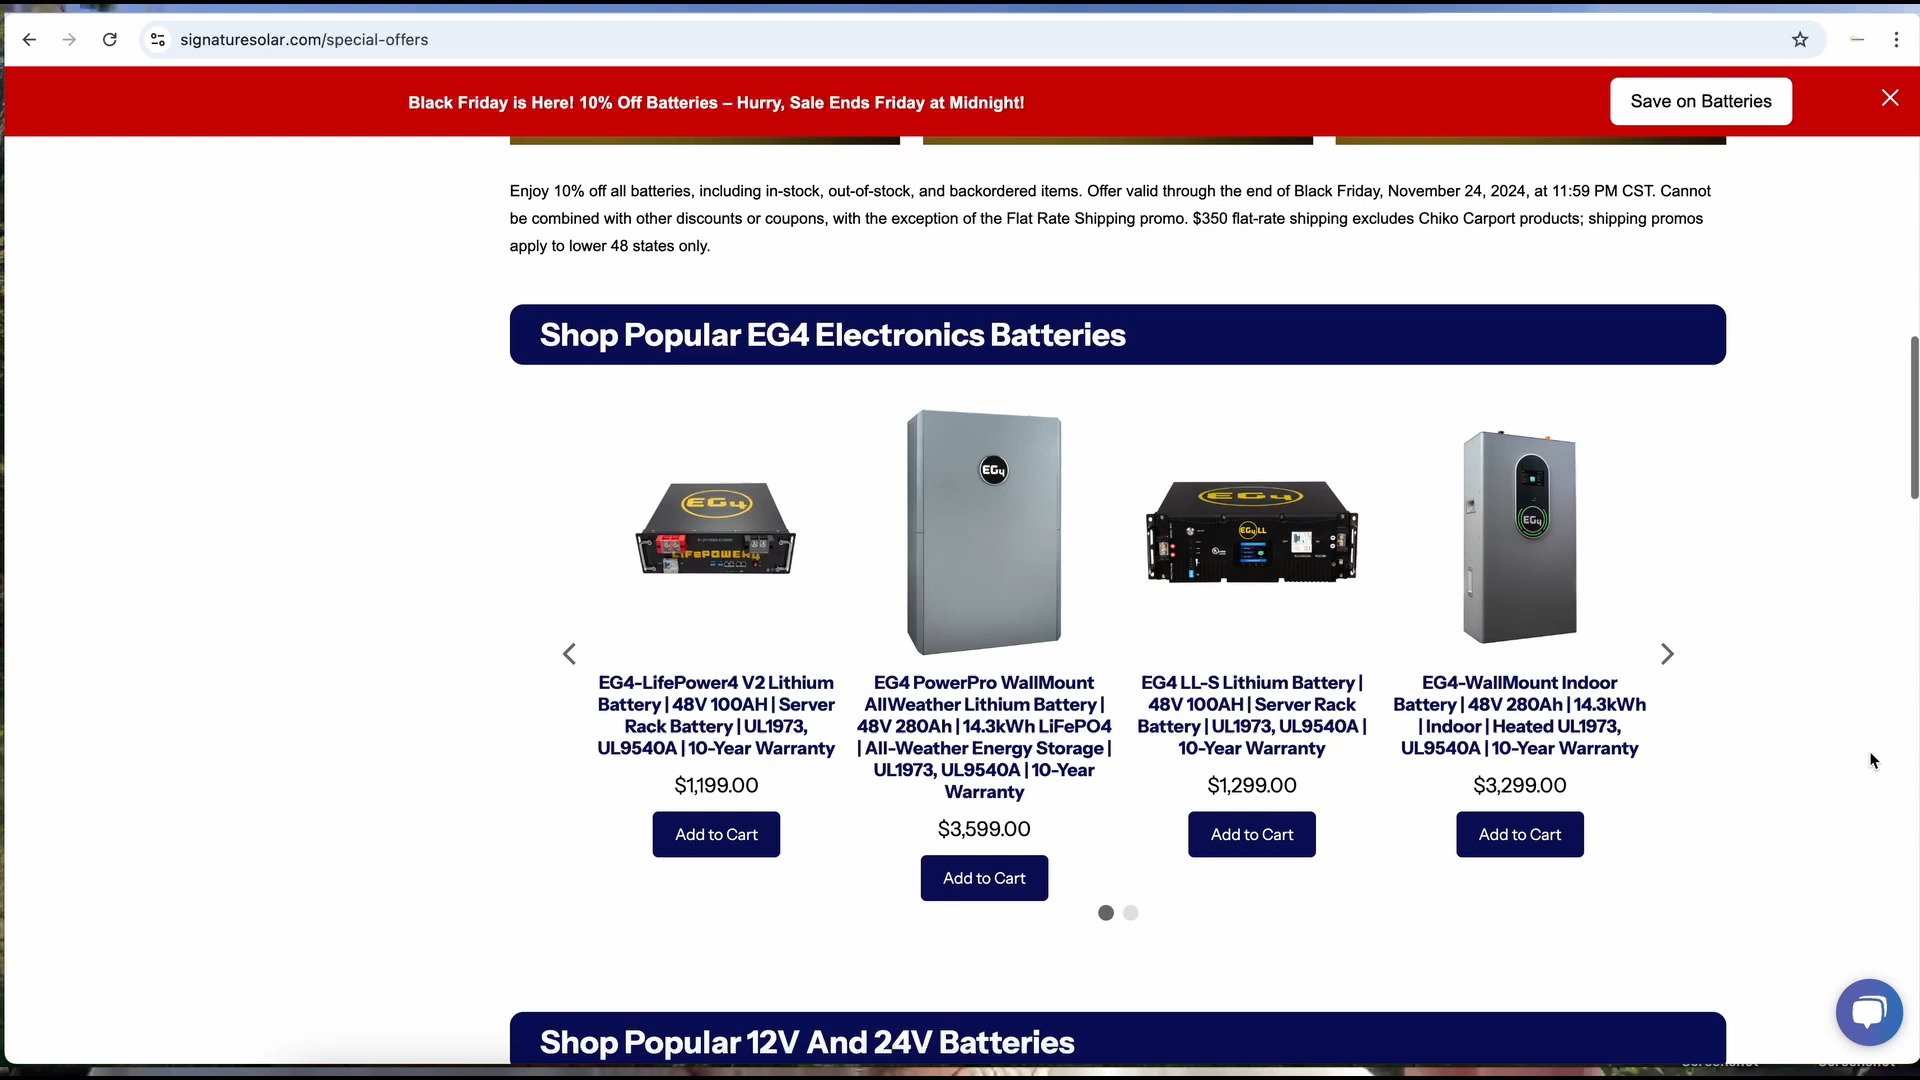 signaturesolar.com/special-offers
Black Friday is Here! 10% Off Batteries – Hurry, Sale Ends Friday at Midnight!
Save on Batteries
Enjoy 10% off all batteries, including in-stock, out-of-stock, and backordered items. Offer valid through the end of Black Friday, November 24, 2024, at 11:59 PM CST. Cannot
be combined with other discounts or coupons, with the exception of the Flat Rate Shipping promo. $350 flat-rate shipping excludes Chiko Carport products; shipping promos
apply to lower 48 states only.
Shop Popular EG4 Electronics Batteries
EG4
LiFePOWER4
EG4
EG4
EG4 LL
EG4
EG4-LifePower4 V2 Lithium
Battery | 48V 100AH | Server
Rack Battery | UL1973,
UL9540A | 10-Year Warranty
$1,199.00
Add to Cart
EG4 PowerPro WallMount
AllWeather Lithium Battery |
48V 280Ah | 14.3kWh LiFePO4
| All-Weather Energy Storage |
UL1973, UL9540A | 10-Year
Warranty
$3,599.00
Add to Cart
EG4 LL-S Lithium Battery |
48V 100AH | Server Rack
Battery | UL1973, UL9540A |
10-Year Warranty
$1,299.00
Add to Cart
EG4-WallMount Indoor
Battery | 48V 280Ah | 14.3kWh
| Indoor | Heated UL1973,
UL9540A | 10-Year Warranty
$3,299.00
Add to Cart
Shop Popular 12V And 24V Batteries